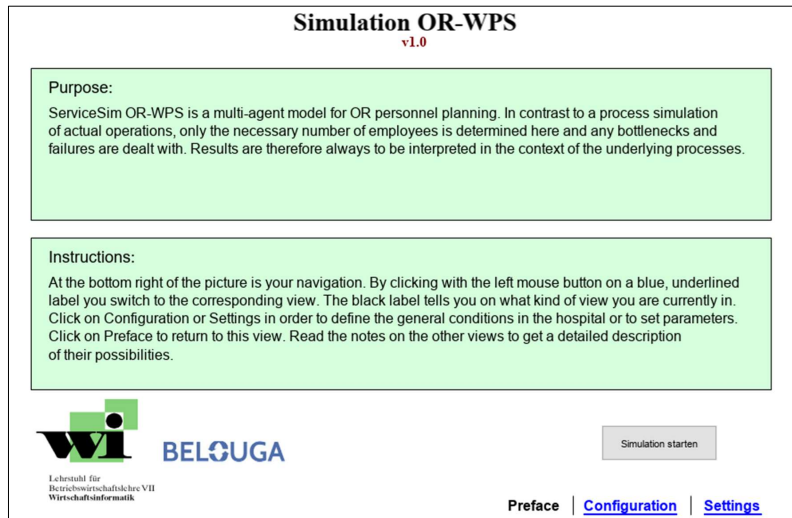 Simulation OR-WPS
v1.0
Purpose:
ServiceSim OR-WPS is a multi-agent model for OR personnel planning. In contrast to a process simulation
of actual operations, only the necessary number of employees is determined here and any bottlenecks and
failures are dealt with. Results are therefore always to be interpreted in the context of the underlying processes.
Instructions:
At the bottom right of the picture is your navigation. By clicking with the left mouse button on a blue, underlined
label you switch to the corresponding view. The black label tells you on what kind of view you are currently in.
Click on Configuration or Settings in order to define the general conditions in the hospital or to set parameters.
Click on Preface to return to this view. Read the notes on the other views to get a detailed description
of their possibilities.
wi
BELOUGA
Simulation starten
Lehrstuhl für
Betriebswirtschaftslehre VII
Wirtschaftsinformatik
Preface | Configuration | Settings